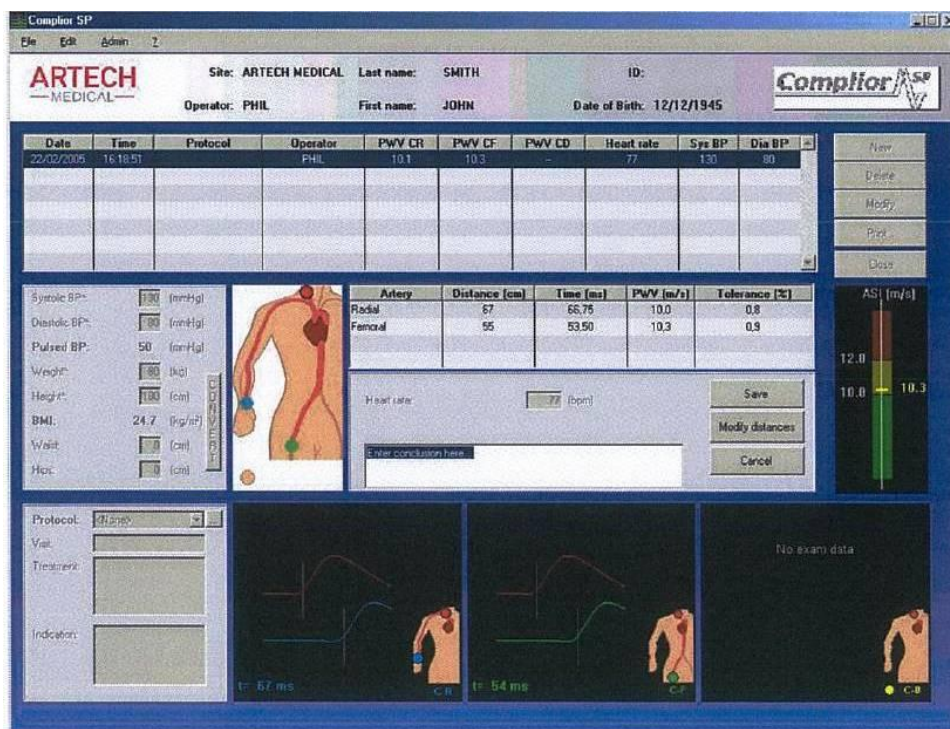 Complior SP
File Edit Admin ?
ARTECH MEDICAL
Site: ARTECH MEDICAL Last name: SMITH ID:
Operator: PHIL First name: JOHN Date of Birth: 12/12/1945
Complior SP
Date Time Protocol Operator PWV CR PWV CF PWV CD Heart rate Sys BP Dia BP
22/02/2005 16:18:51 PHIL 10.1 10.3 - 77 130 80
New
Delete
Modify
Print
Close
Systolic BP*: 130 (mmHg)
Diastolic BP*: 80 (mmHg)
Pulsed BP: 50 (mmHg)
Weight*: 80 (kg)
Height*: 180 (cm)
BMI: 24.7 (kg/m²)
Waist: 0 (cm)
Hips: 0 (cm)
CONVERT
Artery Distance (cm) Time (ms) PWV (m/s) Tolerance (%)
Radial 67 66,75 10,0 0,8
Femoral 55 53,50 10,3 0,9
Heart rate: 77 (bpm)
Enter conclusion here...
Save
Modify distances
Cancel
ASI (m/s)
12.0
10.0 10.3
Protocol: <None>
Visit:
Treatment:
Indication:
t= 67 ms C-R
t= 54 ms C-F
No exam data
C-D